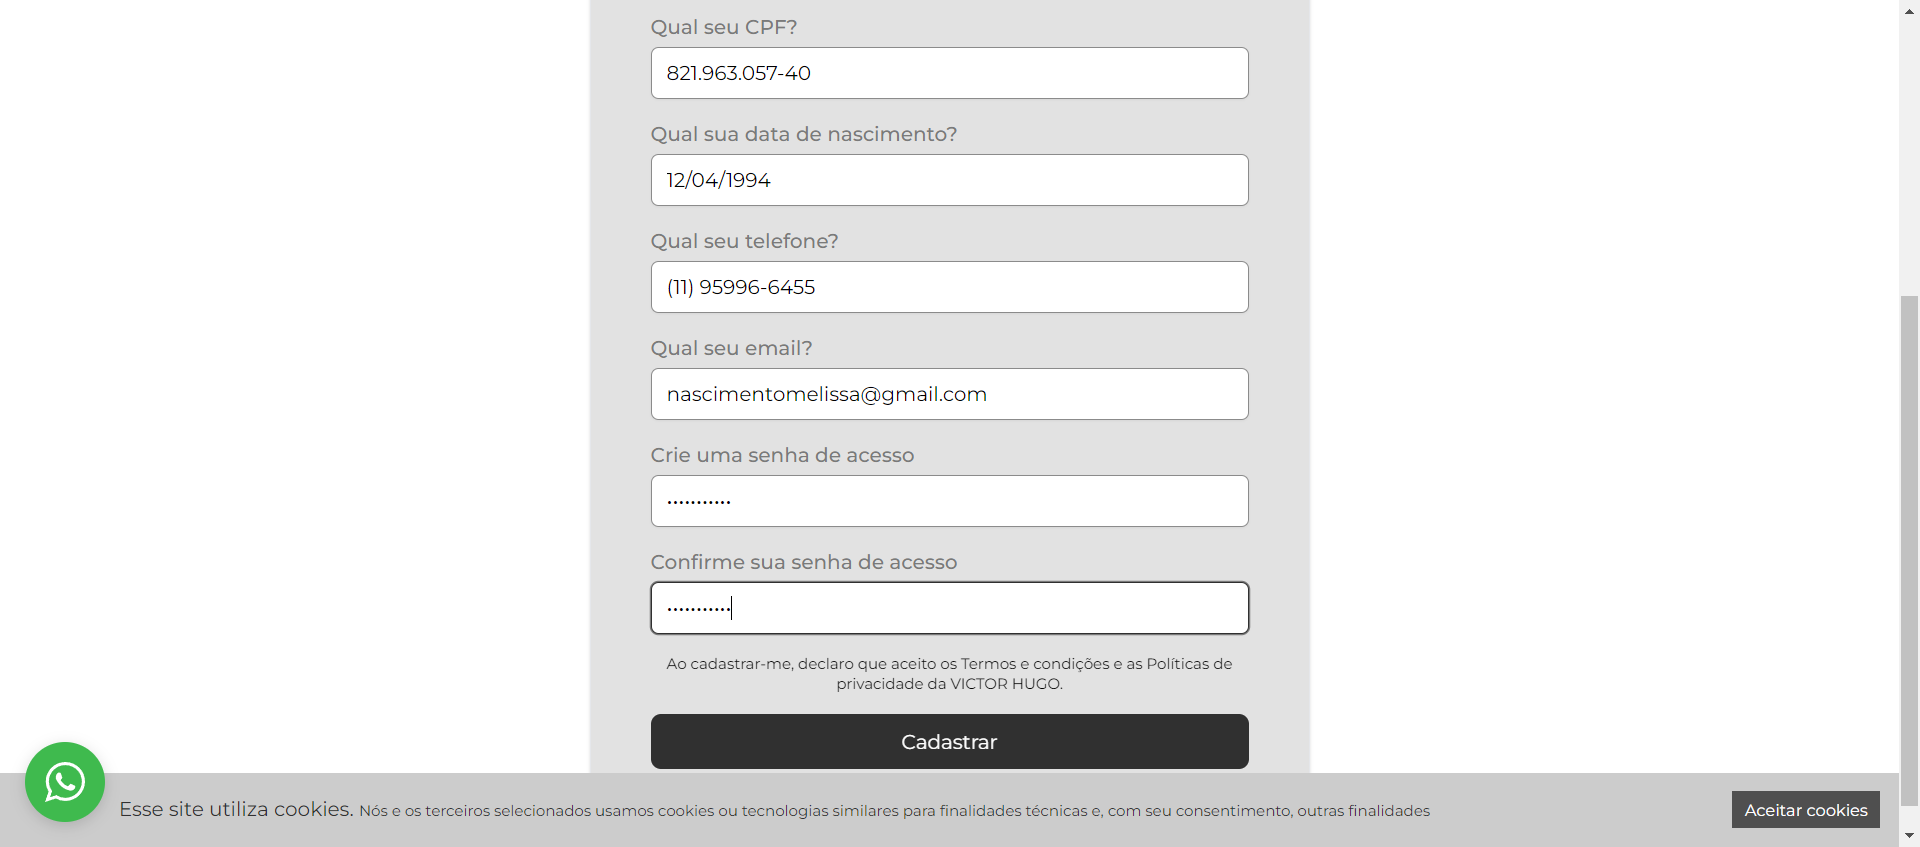 Qual seu CPF?
821.963.057-40
Qual sua data de nascimento?
12/04/1994
Qual seu telefone?
(11) 95996-6455
Qual seu email?
nascimentomelissa@gmail.com
Crie uma senha de acesso
•••••••••••
Confirme sua senha de acesso
•••••••••••
Ao cadastrar-me, declaro que aceito os Termos e condições e as Políticas de
privacidade da VICTOR HUGO.
Cadastrar
Esse site utiliza cookies. Nós e os terceiros selecionados usamos cookies ou tecnologias similares para finalidades técnicas e, com seu consentimento, outras finalidades
Aceitar cookies